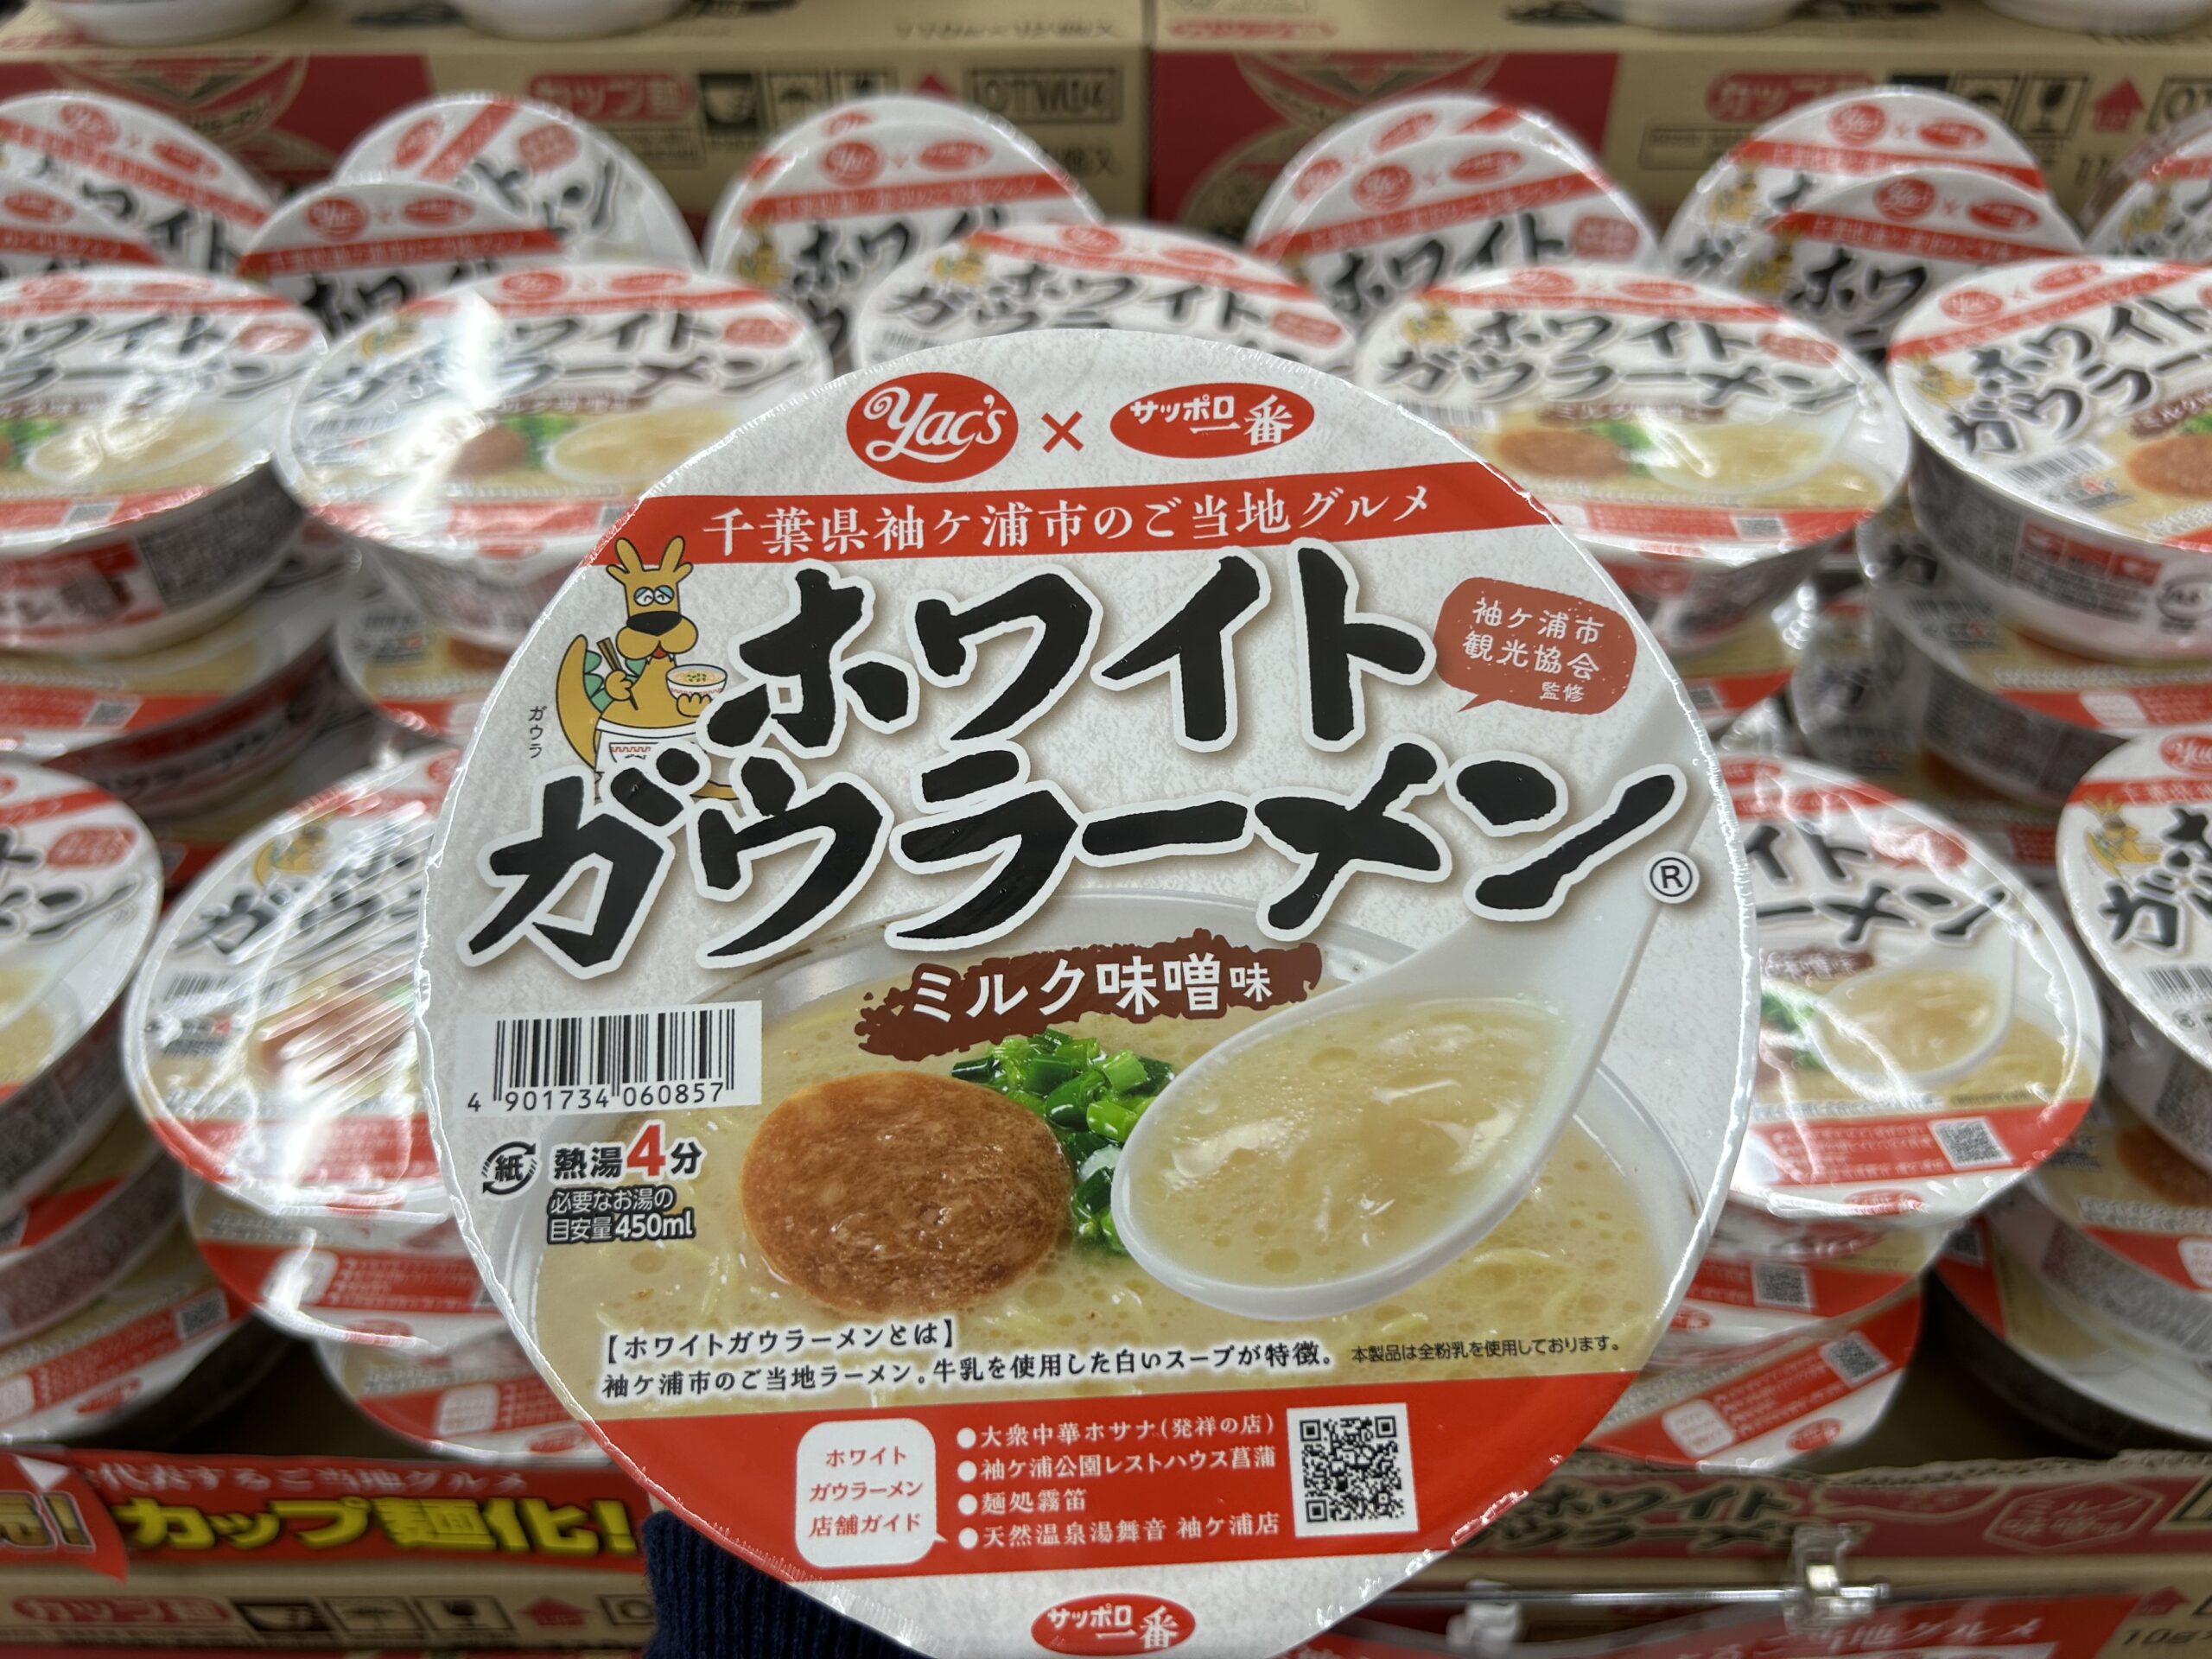 Yac's × サッポロ一番
千葉県袖ケ浦市のご当地グルメ
ホワイト
ガウラーメン®
袖ケ浦市
観光協会
監修
ガウラ
ミルク味噌味
4 901734 060857
紙 熱湯4分
必要なお湯の
目安量450ml
【ホワイトガウラーメンとは】
袖ケ浦市のご当地ラーメン。牛乳を使用した白いスープが特徴。
本製品は全粉乳を使用しております。
ホワイト
ガウラーメン
店舗ガイド
●大衆中華ホサナ(発祥の店)
●袖ケ浦公園レストハウス菖蒲
●麺処霧笛
●天然温泉湯舞音 袖ケ浦店
サッポロ一番
代表するご当地グルメ
カップ麺化!